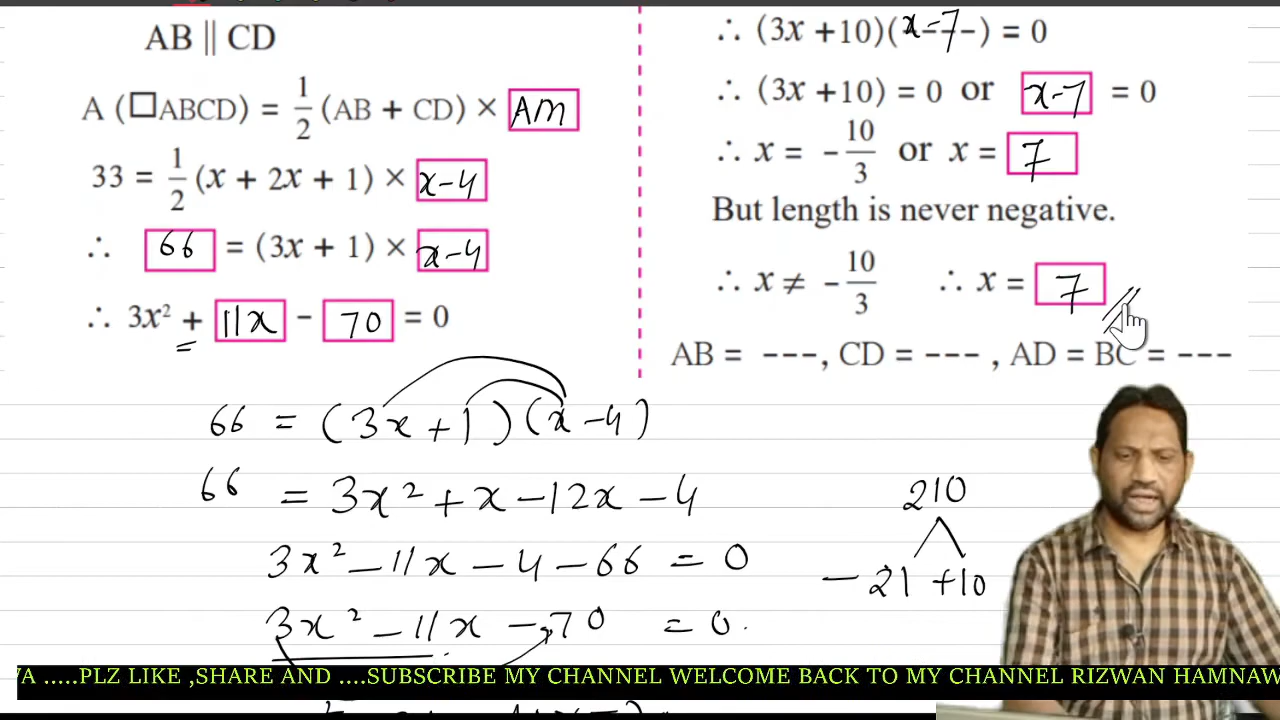 AB || CD
A (□ABCD) = 1/2 (AB + CD) × AM
33 = 1/2 (x + 2x + 1) × x-4
∴ 66 = (3x + 1) × x-4
∴ 3x² + 11x - 70 = 0
=
∴ (3x +10)(x-7-) = 0
∴ (3x +10) = 0 or x-7 = 0
∴ x = -10/3 or x = 7
But length is never negative.
∴ x ≠ -10/3 ∴ x = 7
AB = ---, CD = --- , AD = BC = ---
66 = (3x + 1)(x - 4)
66 = 3x² + x - 12x - 4
3x² - 11x - 4 - 66 = 0
3x² - 11x - 70 = 0.
210
- 21 +10
/A .....PLZ LIKE ,SHARE AND ....SUBSCRIBE MY CHANNEL WELCOME BACK TO MY CHANNEL RIZWAN HAMNAW